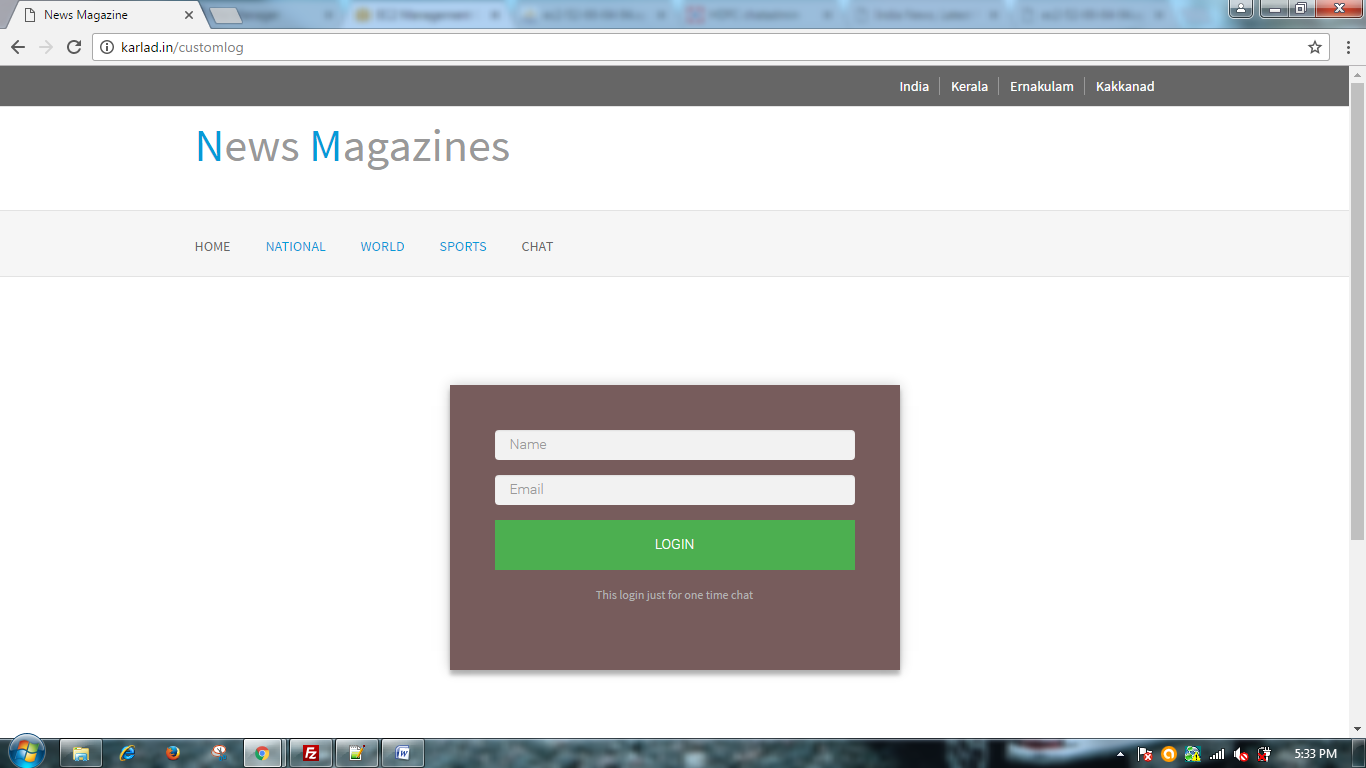 News Magazine
karlad.in/customlog
India Kerala Ernakulam Kakkanad
News Magazines
HOME NATIONAL WORLD SPORTS CHAT
Name
Email
LOGIN
This login just for one time chat
5:33 PM